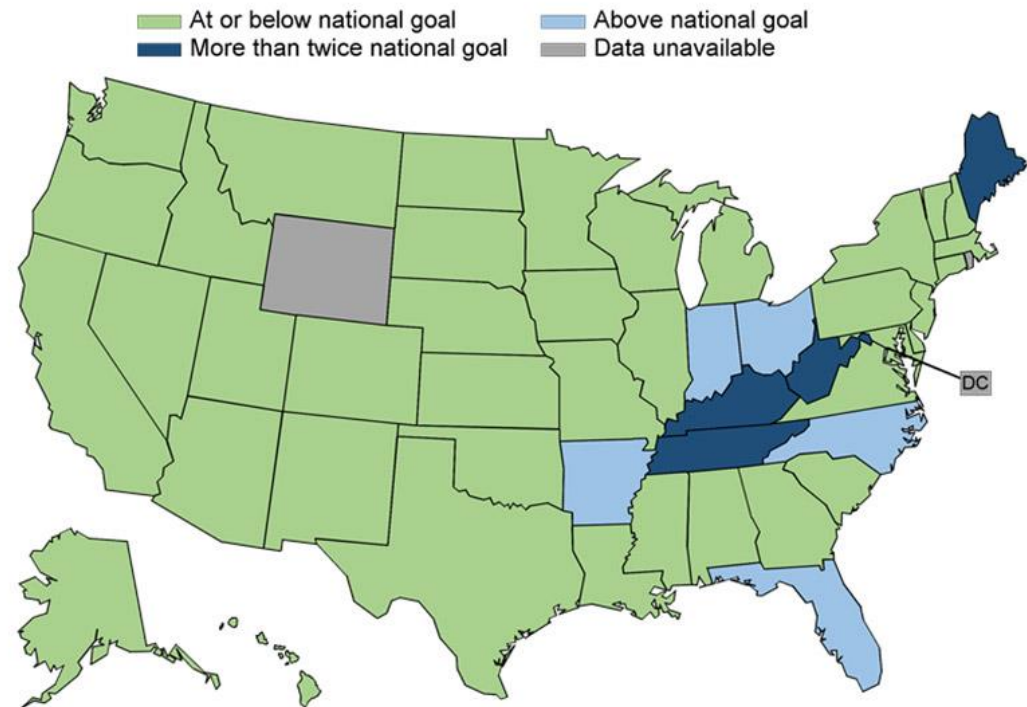 At or below national goal
Above national goal
More than twice national goal
Data unavailable
DC